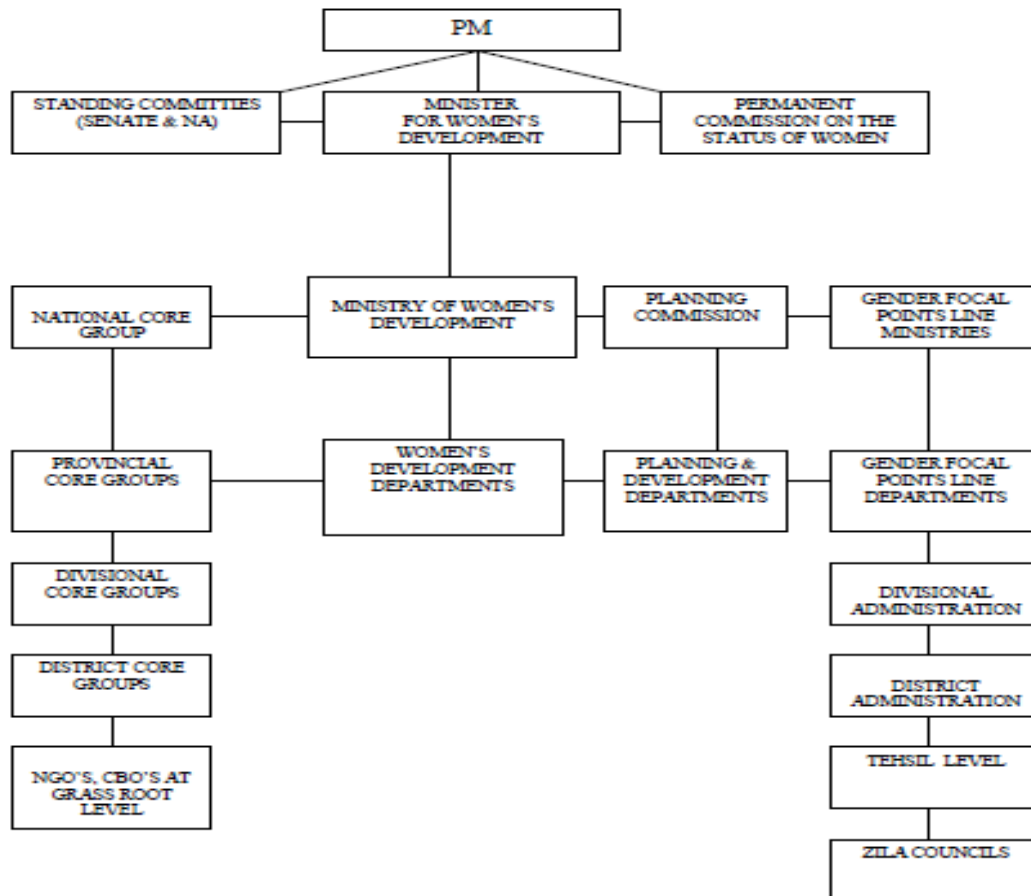 PM
STANDING COMMITTIES
(SENATE & NA)
MINISTER
FOR WOMEN'S
DEVELOPMENT
PERMANENT
COMMISSION ON THE
STATUS OF WOMEN
NATIONAL CORE
GROUP
MINISTRY OF WOMEN'S
DEVELOPMENT
PLANNING
COMMISSION
GENDER FOCAL
POINTS LINE
MINISTRIES
PROVINCIAL
CORE GROUPS
WOMEN'S
DEVELOPMENT
DEPARTMENTS
PLANNING &
DEVELOPMENT
DEPARTMENTS
GENDER FOCAL
POINTS LINE
DEPARTMENTS
DIVISIONAL
CORE GROUPS
DIVISIONAL
ADMINISTRATION
DISTRICT CORE
GROUPS
DISTRICT
ADMINISTRATION
NGO'S, CBO'S AT
GRASS ROOT
LEVEL
TEHSIL LEVEL
ZILA COUNCILS